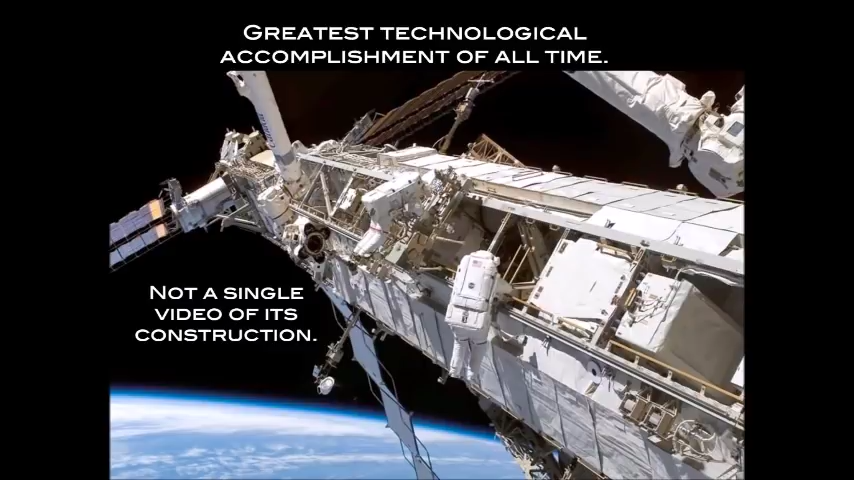 Greatest technological
accomplishment of all time.
Not a single
video of its
construction.